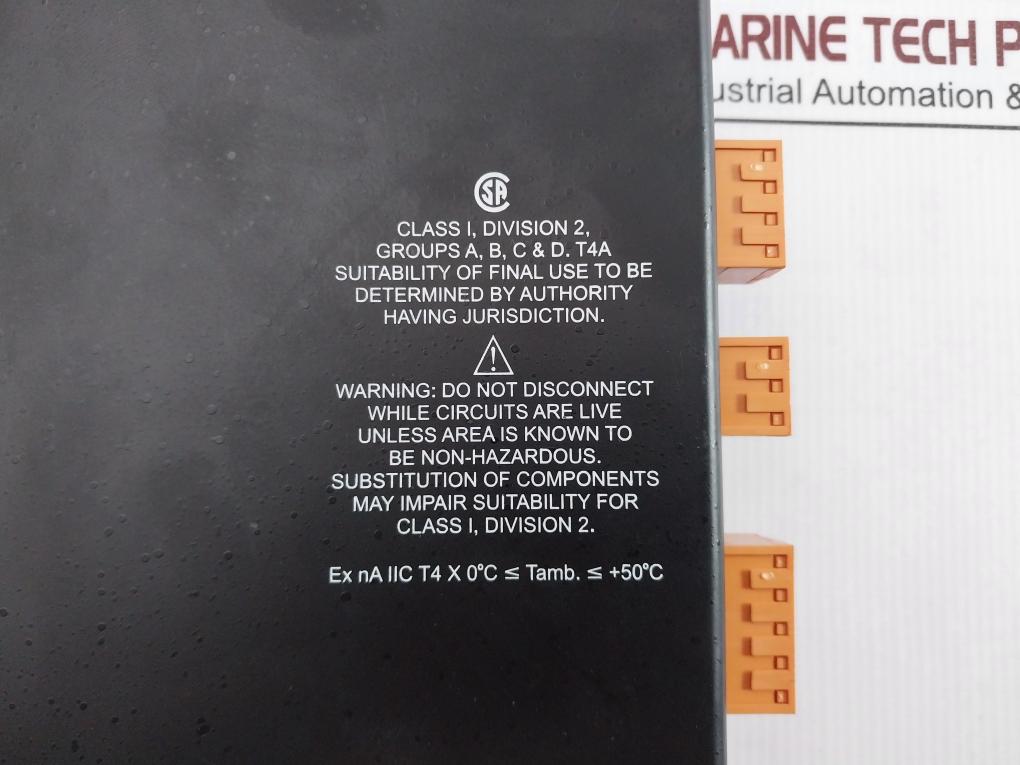 ARINE TECH P
ustrial Automation &
CSA
CLASS I, DIVISION 2,
GROUPS A, B, C & D. T4A
SUITABILITY OF FINAL USE TO BE
DETERMINED BY AUTHORITY
HAVING JURISDICTION.
WARNING: DO NOT DISCONNECT
WHILE CIRCUITS ARE LIVE
UNLESS AREA IS KNOWN TO
BE NON-HAZARDOUS.
SUBSTITUTION OF COMPONENTS
MAY IMPAIR SUITABILITY FOR
CLASS I, DIVISION 2.
Ex nA IIC T4 X 0°C ≤ Tamb. ≤ +50°C